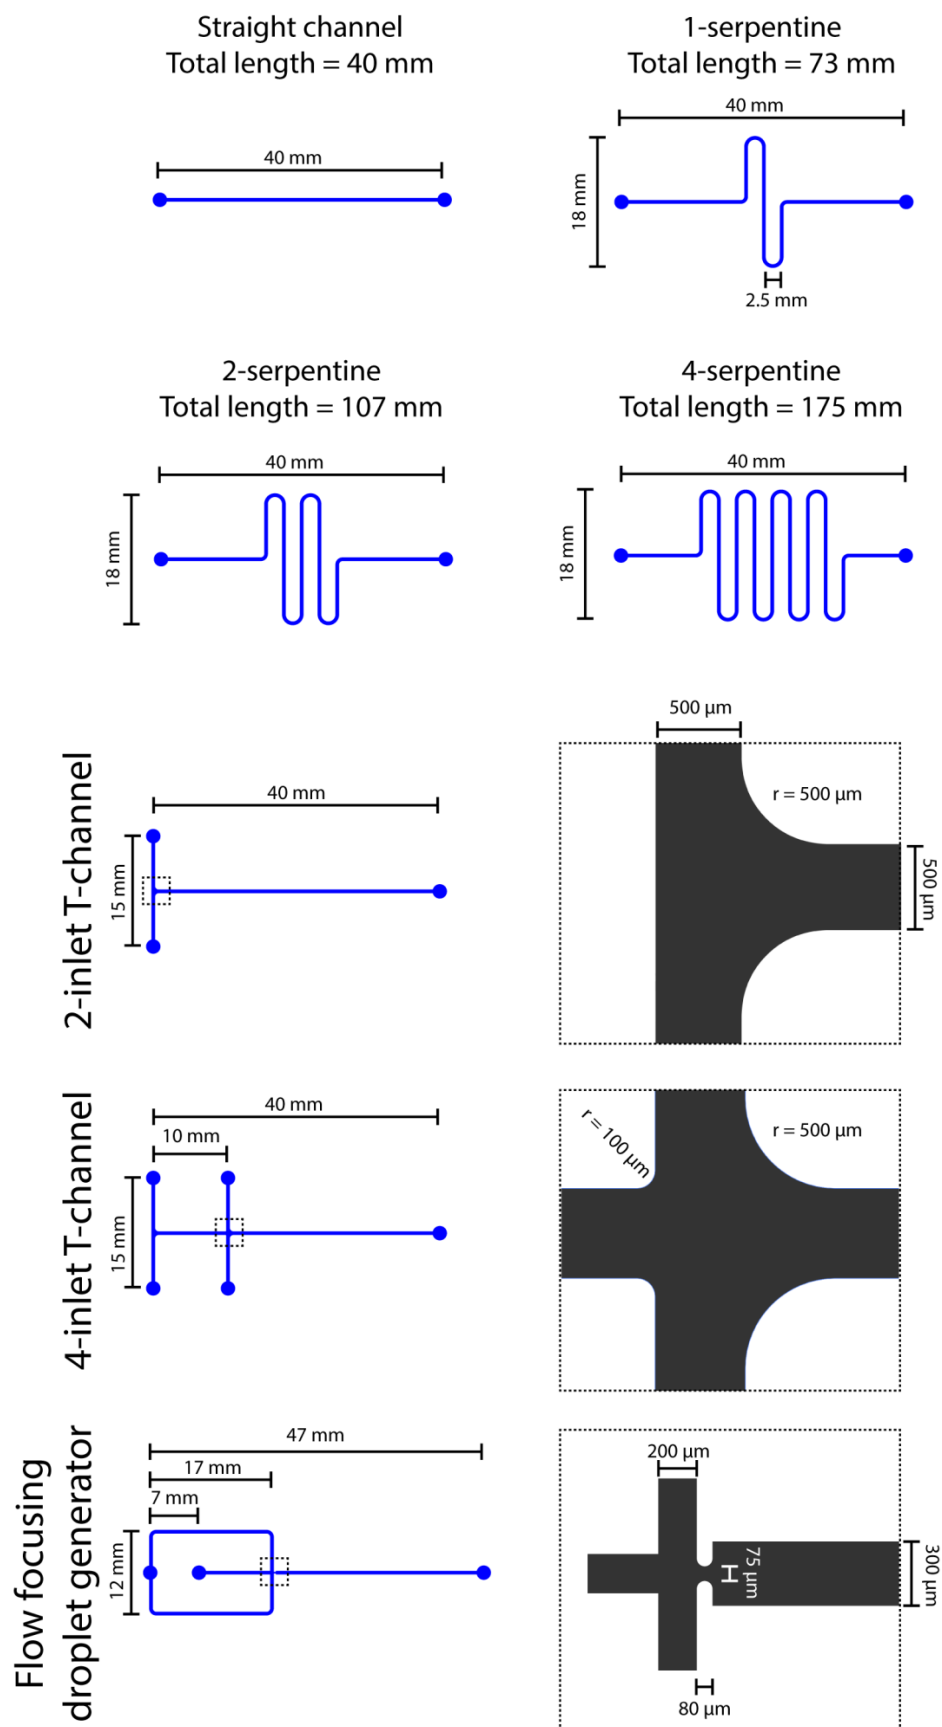 Straight channel
Total length = 40 mm
40 mm
1-serpentine
Total length = 73 mm
40 mm
18 mm
2.5 mm
2-serpentine
Total length = 107 mm
40 mm
18 mm
4-serpentine
Total length = 175 mm
40 mm
18 mm
2-inlet T-channel
40 mm
15 mm
500 µm
r = 500 µm
500 µm
4-inlet T-channel
40 mm
10 mm
15 mm
r = 100 µm
r = 500 µm
Flow focusing
droplet generator
47 mm
17 mm
7 mm
12 mm
200 µm
75 µm
300 µm
80 µm